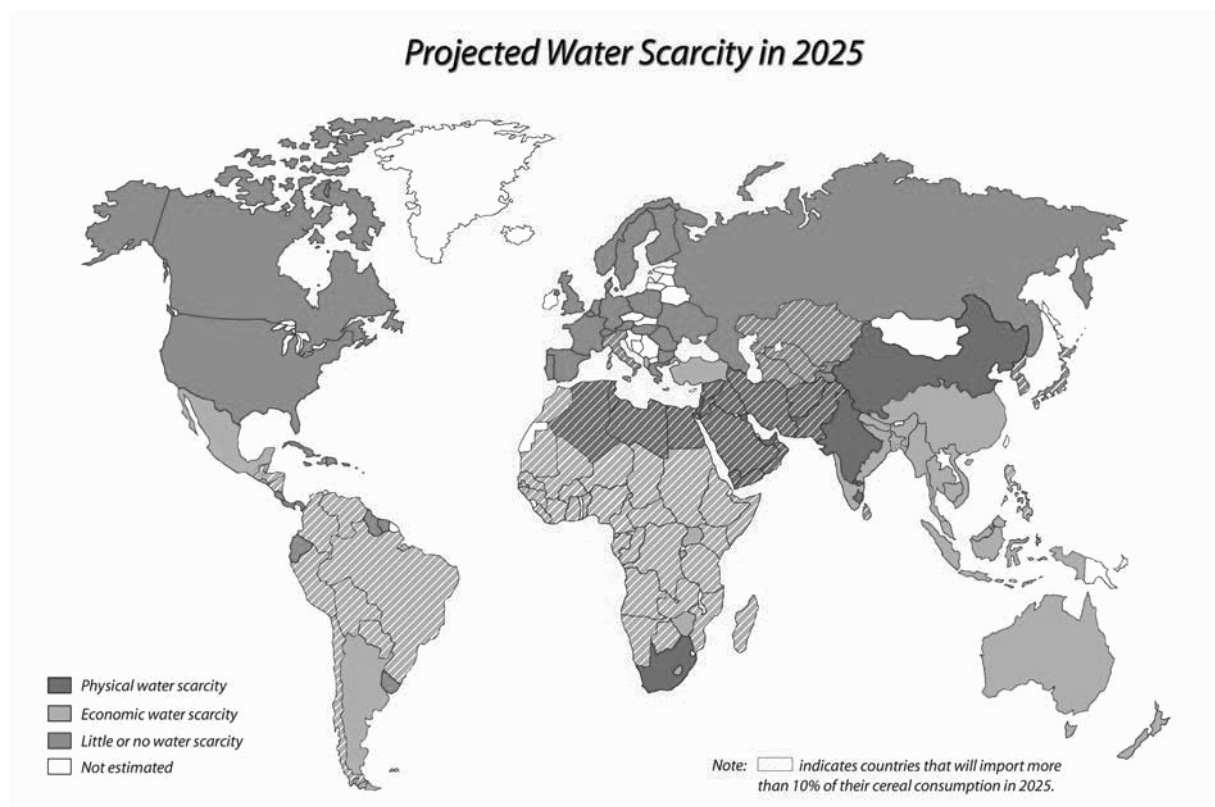 Projected Water Scarcity in 2025
Physical water scarcity
Economic water scarcity
Little or no water scarcity
Not estimated
Note: indicates countries that will import more
than 10% of their cereal consumption in 2025.